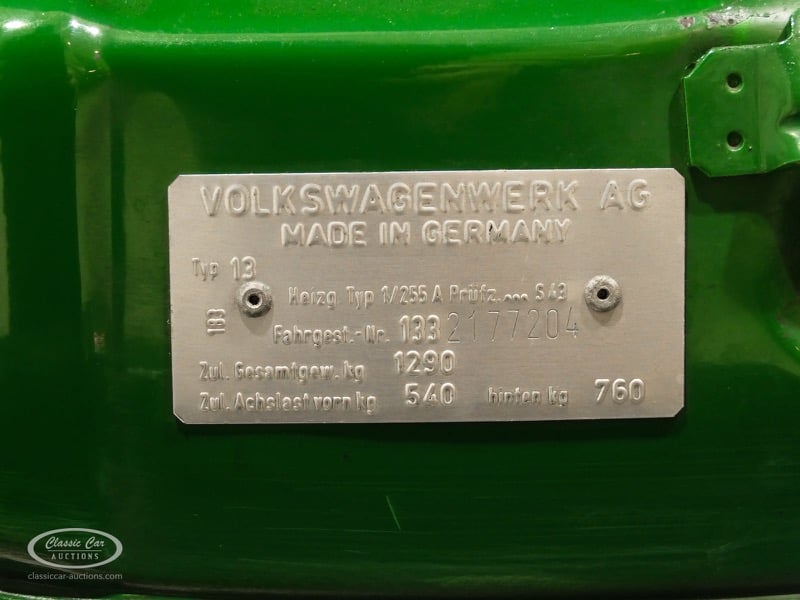 VOLKSWAGENWERK AG
MADE IN GERMANY
Typ 13
Heizg. Typ 1/255 A Prüfz. ~~~ S 43
133
Fahrgest.-Nr. 133 2177204
Zul. Gesamtgew. kg 1290
Zul. Achslast vorn kg 540 hinten kg 760
Classic Car
AUCTIONS
classiccar-auctions.com